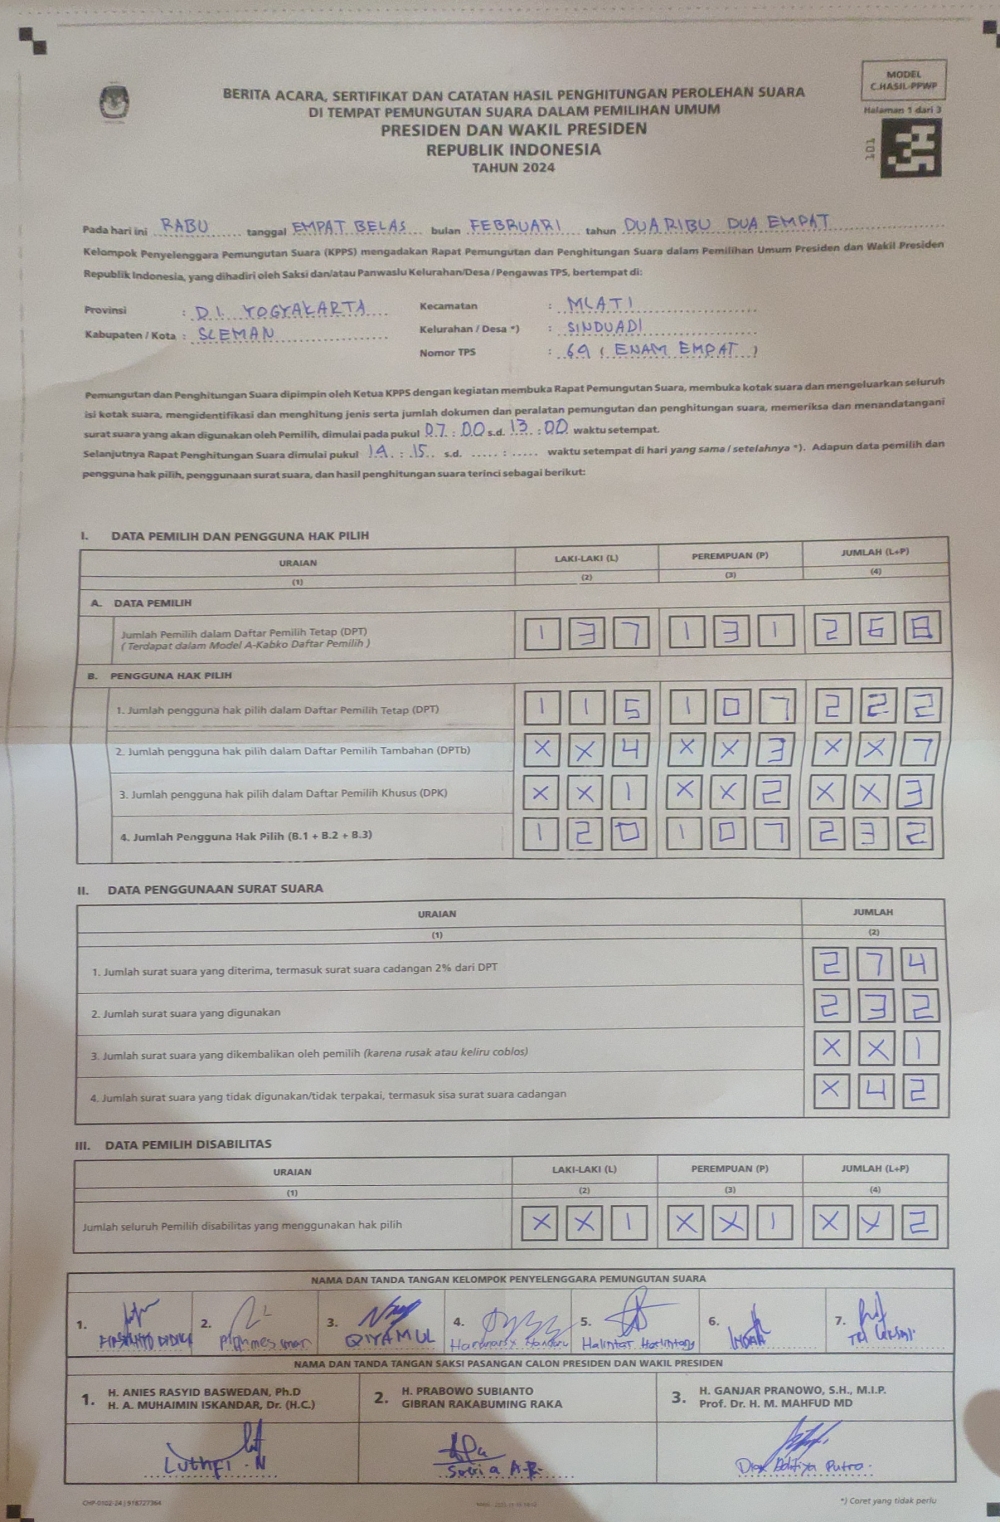 MODEL
C.HASIL-PPWP
Halaman 1 dari 3
101
BERITA ACARA, SERTIFIKAT DAN CATATAN HASIL PENGHITUNGAN PEROLEHAN SUARA
DI TEMPAT PEMUNGUTAN SUARA DALAM PEMILIHAN UMUM
PRESIDEN DAN WAKIL PRESIDEN
REPUBLIK INDONESIA
TAHUN 2024
Pada hari ini RABU tanggal EMPAT BELAS bulan FEBRUARI tahun DUA RIBU DUA EMPAT
Kelompok Penyelenggara Pemungutan Suara (KPPS) mengadakan Rapat Pemungutan dan Penghitungan Suara dalam Pemilihan Umum Presiden dan Wakil Presiden
Republik Indonesia, yang dihadiri oleh Saksi dan/atau Panwaslu Kelurahan/Desa / Pengawas TPS, bertempat di:
Provinsi : D.I. YOGYAKARTA Kecamatan : MLATI
Kabupaten / Kota : SLEMAN Kelurahan / Desa *) : SINDUADI
Nomor TPS : 64 ( ENAM EMPAT )
Pemungutan dan Penghitungan Suara dipimpin oleh Ketua KPPS dengan kegiatan membuka Rapat Pemungutan Suara, membuka kotak suara dan mengeluarkan seluruh
isi kotak suara, mengidentifikasi dan menghitung jenis serta jumlah dokumen dan peralatan pemungutan dan penghitungan suara, memeriksa dan menandatangani
surat suara yang akan digunakan oleh Pemilih, dimulai pada pukul 07 : 00 s.d. 13 : 00 waktu setempat.
Selanjutnya Rapat Penghitungan Suara dimulai pukul 14 : 15 s.d. ..... : ..... waktu setempat di hari yang sama / setelahnya *). Adapun data pemilih dan
pengguna hak pilih, penggunaan surat suara, dan hasil penghitungan suara terinci sebagai berikut:
I. DATA PEMILIH DAN PENGGUNA HAK PILIH
URAIAN LAKI-LAKI (L) PEREMPUAN (P) JUMLAH (L+P)
(1) (2) (3) (4)
A. DATA PEMILIH
Jumlah Pemilih dalam Daftar Pemilih Tetap (DPT) 1 3 7 1 3 1 2 6 8
( Terdapat dalam Model A-Kabko Daftar Pemilih )
B. PENGGUNA HAK PILIH
1. Jumlah pengguna hak pilih dalam Daftar Pemilih Tetap (DPT) 1 1 5 1 0 7 2 2 2
2. Jumlah pengguna hak pilih dalam Daftar Pemilih Tambahan (DPTb) X X 4 X X 3 X X 7
3. Jumlah pengguna hak pilih dalam Daftar Pemilih Khusus (DPK) X X 1 X X 2 X X 3
4. Jumlah Pengguna Hak Pilih (B.1 + B.2 + B.3) 1 2 0 1 0 7 2 3 2
II. DATA PENGGUNAAN SURAT SUARA
URAIAN JUMLAH
(1) (2)
1. Jumlah surat suara yang diterima, termasuk surat suara cadangan 2% dari DPT 2 7 4
2. Jumlah surat suara yang digunakan 2 3 2
3. Jumlah surat suara yang dikembalikan oleh pemilih (karena rusak atau keliru coblos) X X 1
4. Jumlah surat suara yang tidak digunakan/tidak terpakai, termasuk sisa surat suara cadangan X 4 2
III. DATA PEMILIH DISABILITAS
URAIAN LAKI-LAKI (L) PEREMPUAN (P) JUMLAH (L+P)
(1) (2) (3) (4)
Jumlah seluruh Pemilih disabilitas yang menggunakan hak pilih X X 1 X X 1 X X 2
NAMA DAN TANDA TANGAN KELOMPOK PENYELENGGARA PEMUNGUTAN SUARA
1. 2. 3. 4. 5. 6. 7.
QIYAMUL Halintar INDAH TRI
NAMA DAN TANDA TANGAN SAKSI PASANGAN CALON PRESIDEN DAN WAKIL PRESIDEN
1. H. ANIES RASYID BASWEDAN, Ph.D
H. A. MUHAIMIN ISKANDAR, Dr. (H.C.)
2. H. PRABOWO SUBIANTO
GIBRAN RAKABUMING RAKA
3. H. GANJAR PRANOWO, S.H., M.I.P.
Prof. Dr. H. M. MAHFUD MD
Luthfi . N Satria A.P. Aditya Putra
CHP-0102-24 | 978727364
*) Coret yang tidak perlu